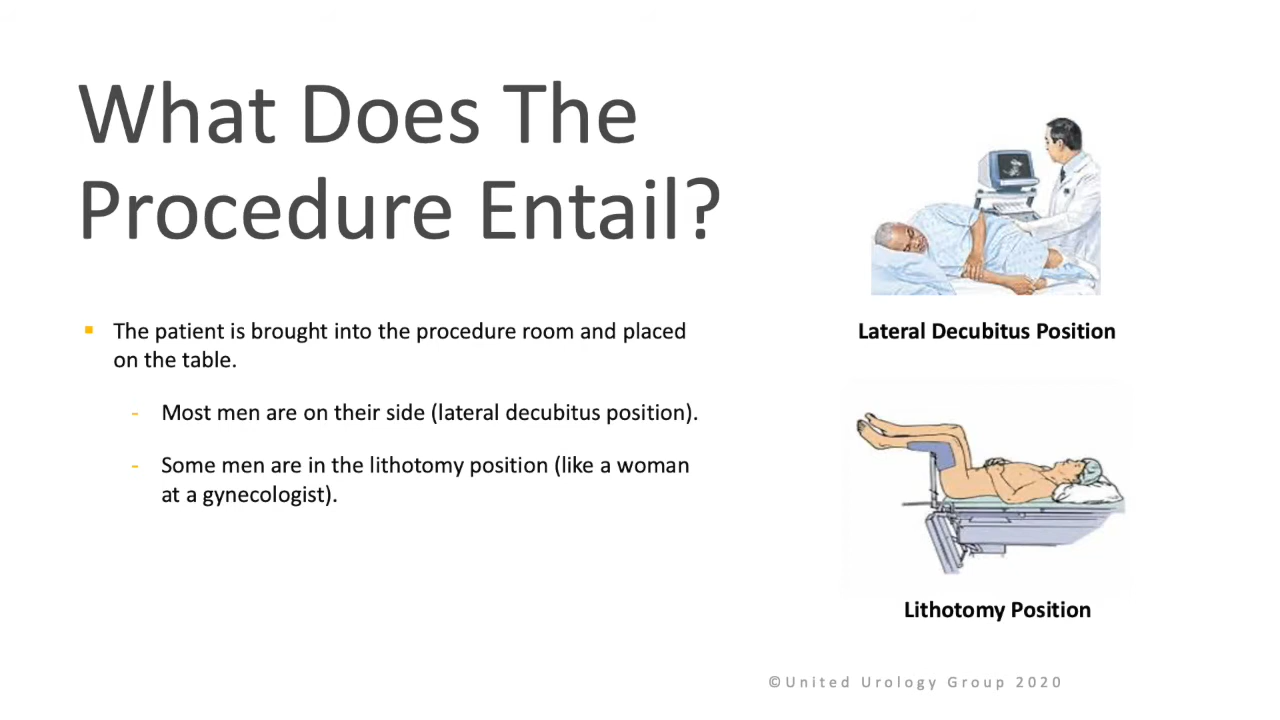 What Does The
Procedure Entail?
▪ The patient is brought into the procedure room and placed
on the table.
- Most men are on their side (lateral decubitus position).
- Some men are in the lithotomy position (like a woman
at a gynecologist).
Lateral Decubitus Position
Lithotomy Position
©United Urology Group 2020